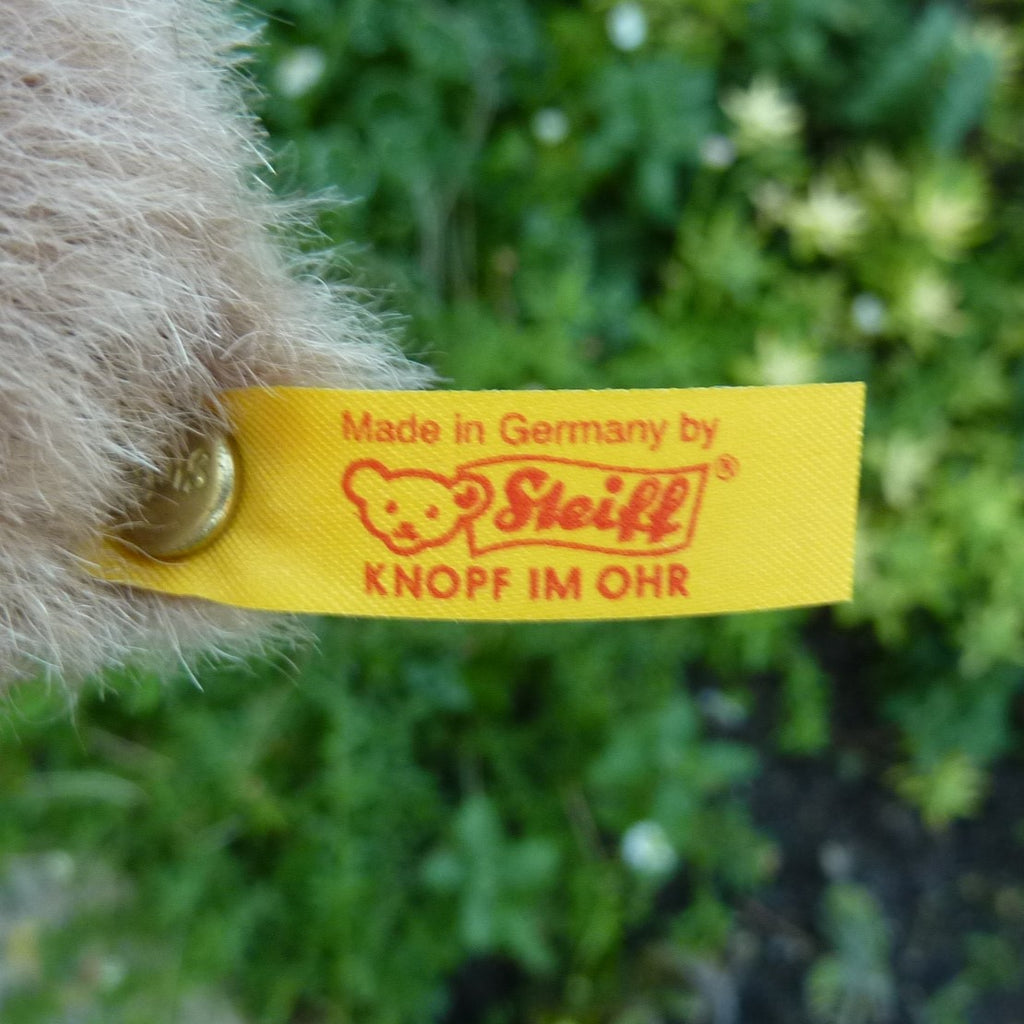 Made in Germany by
Steiff®
KNOPF IM OHR